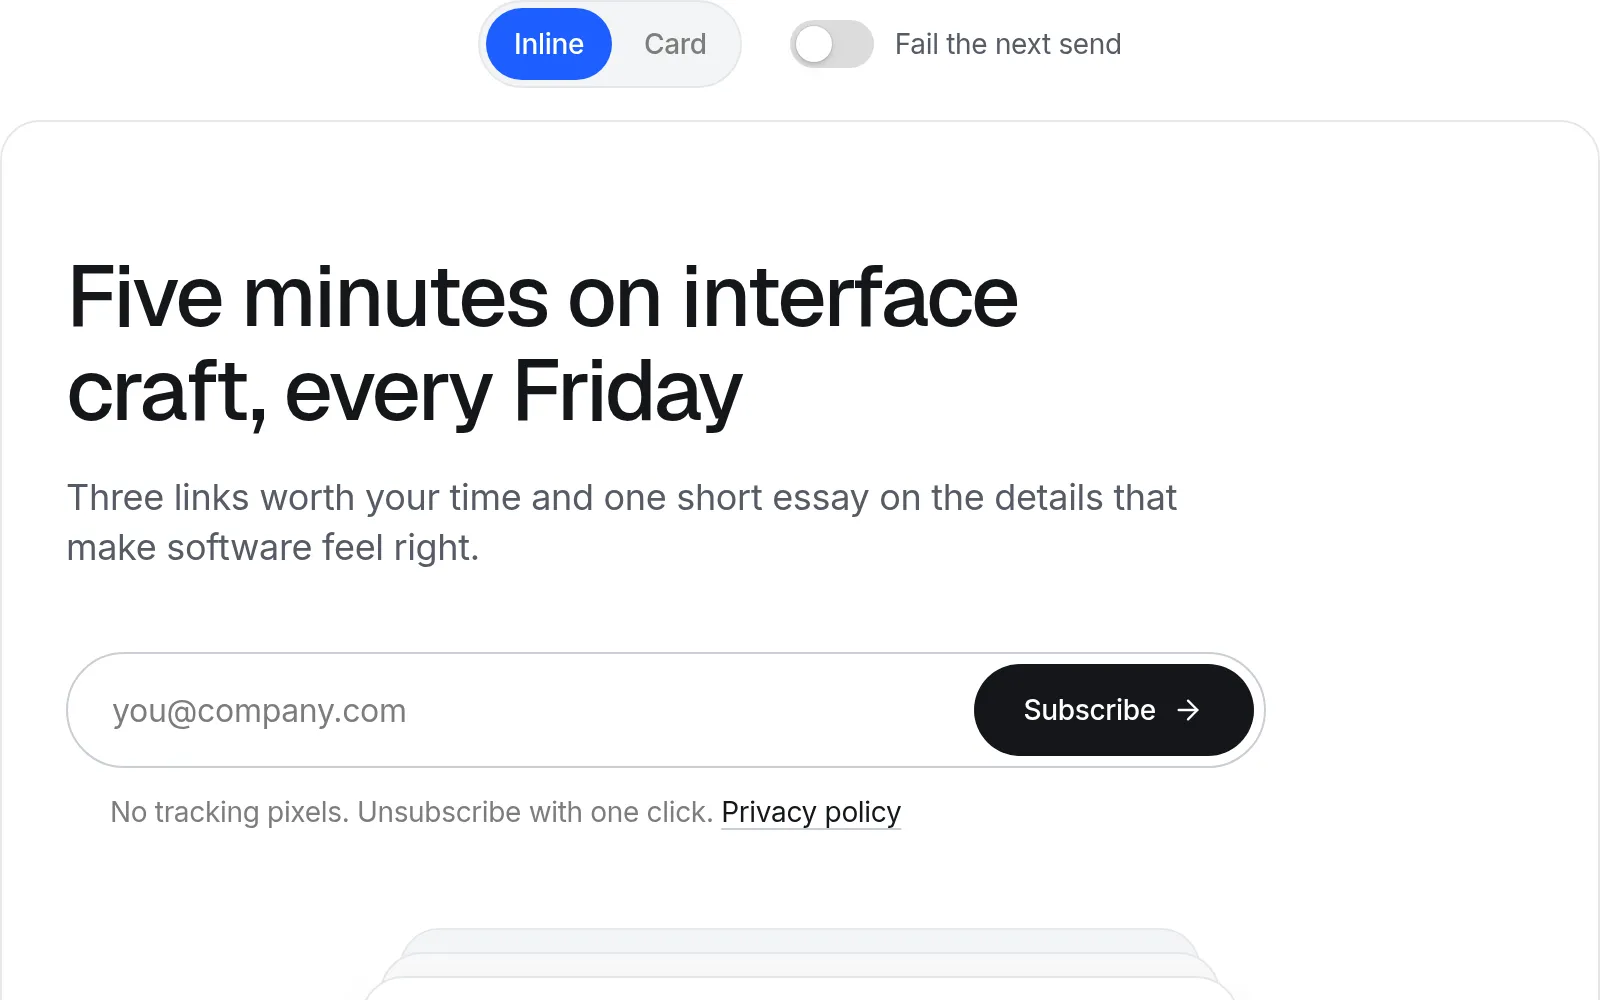 Inline Card Fail the next send
Five minutes on interface
craft, every Friday
Three links worth your time and one short essay on the details that
make software feel right.
you@company.com Subscribe →
No tracking pixels. Unsubscribe with one click. Privacy policy